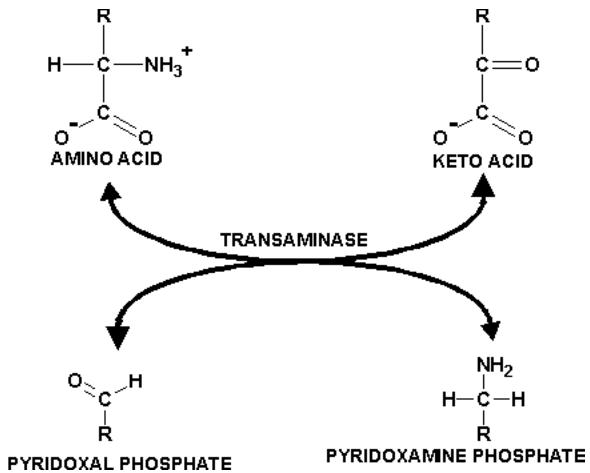 R R
H C NH3+ C O
C C
O- O O- O
AMINO ACID KETO ACID
TRANSAMINASE
O H NH2
C H C H
R R
PYRIDOXAL PHOSPHATE PYRIDOXAMINE PHOSPHATE